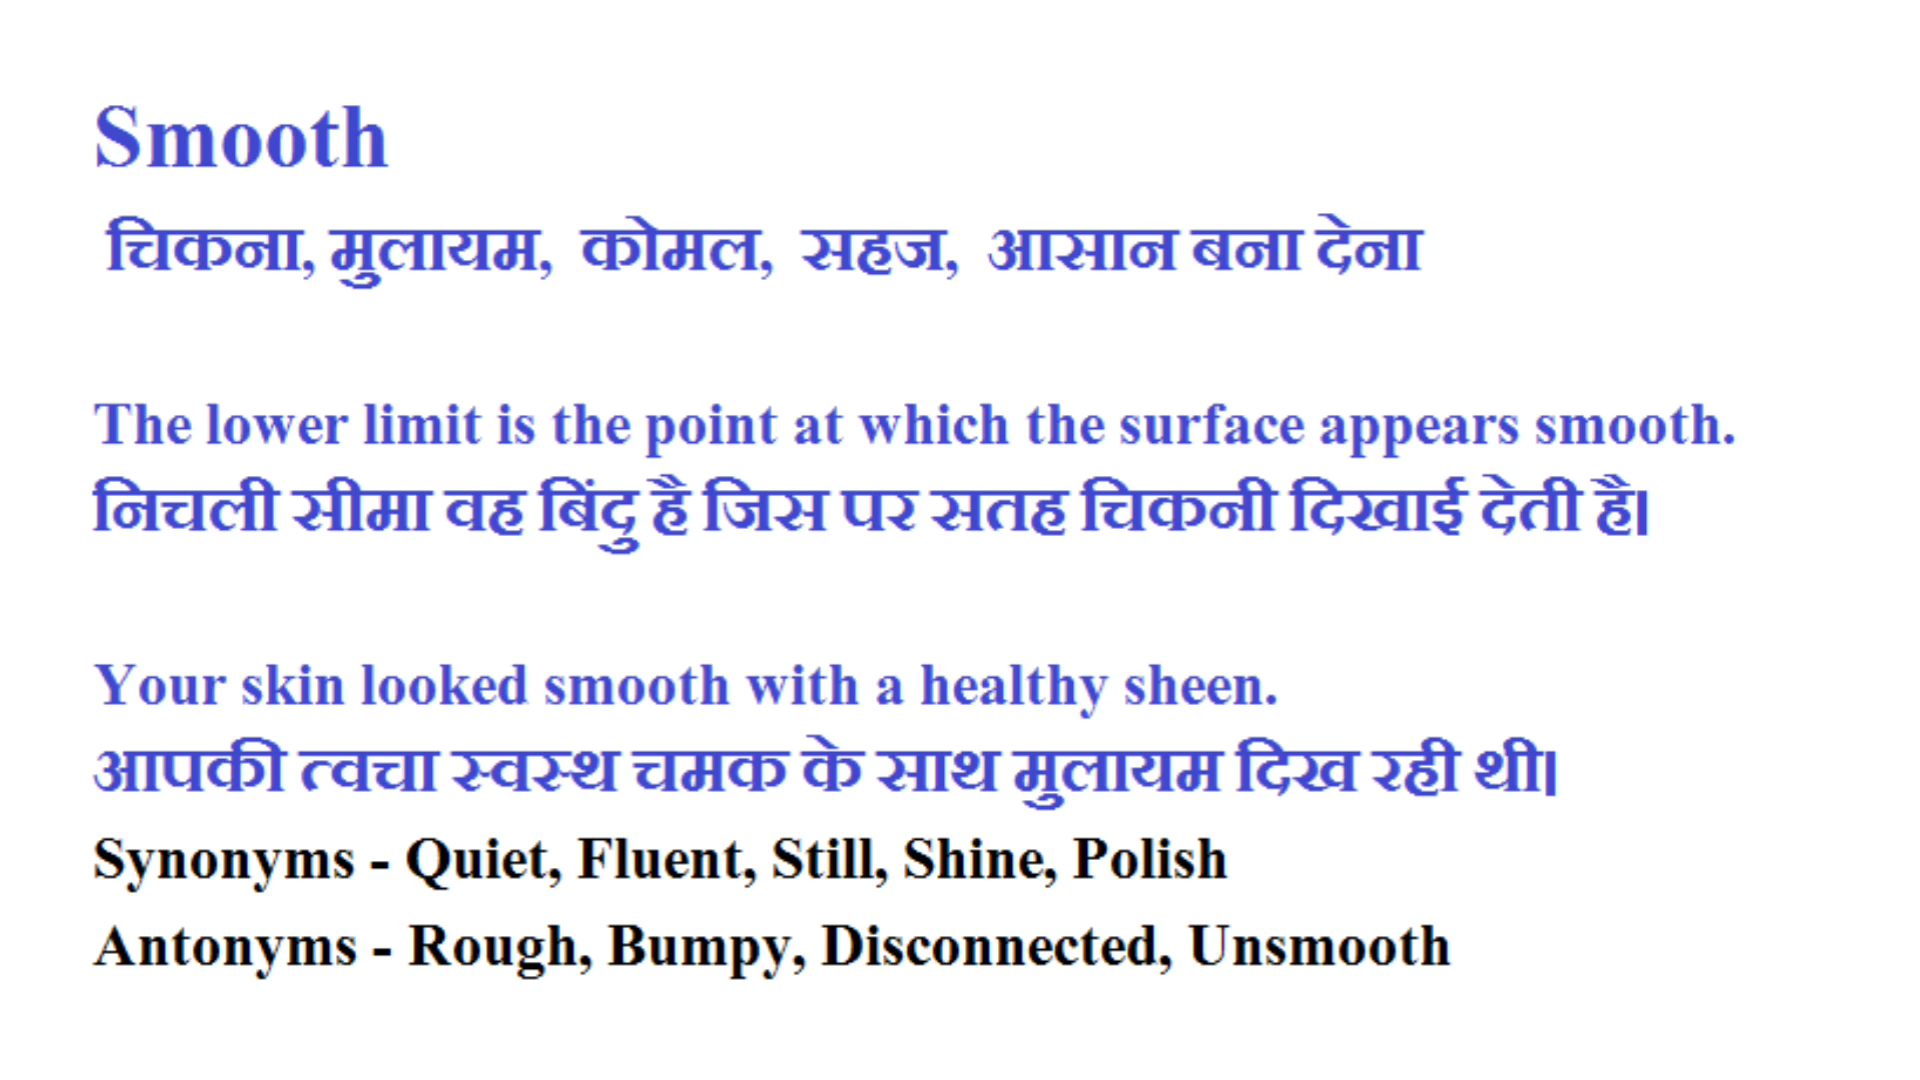 Smooth
चिकना, मुलायम, कोमल, सहज, आसान बना देना
The lower limit is the point at which the surface appears smooth.
निचली सीमा वह बिंदु है जिस पर सतह चिकनी दिखाई देती है।
Your skin looked smooth with a healthy sheen.
आपकी त्वचा स्वस्थ चमक के साथ मुलायम दिख रही थी।
Synonyms - Quiet, Fluent, Still, Shine, Polish
Antonyms - Rough, Bumpy, Disconnected, Unsmooth